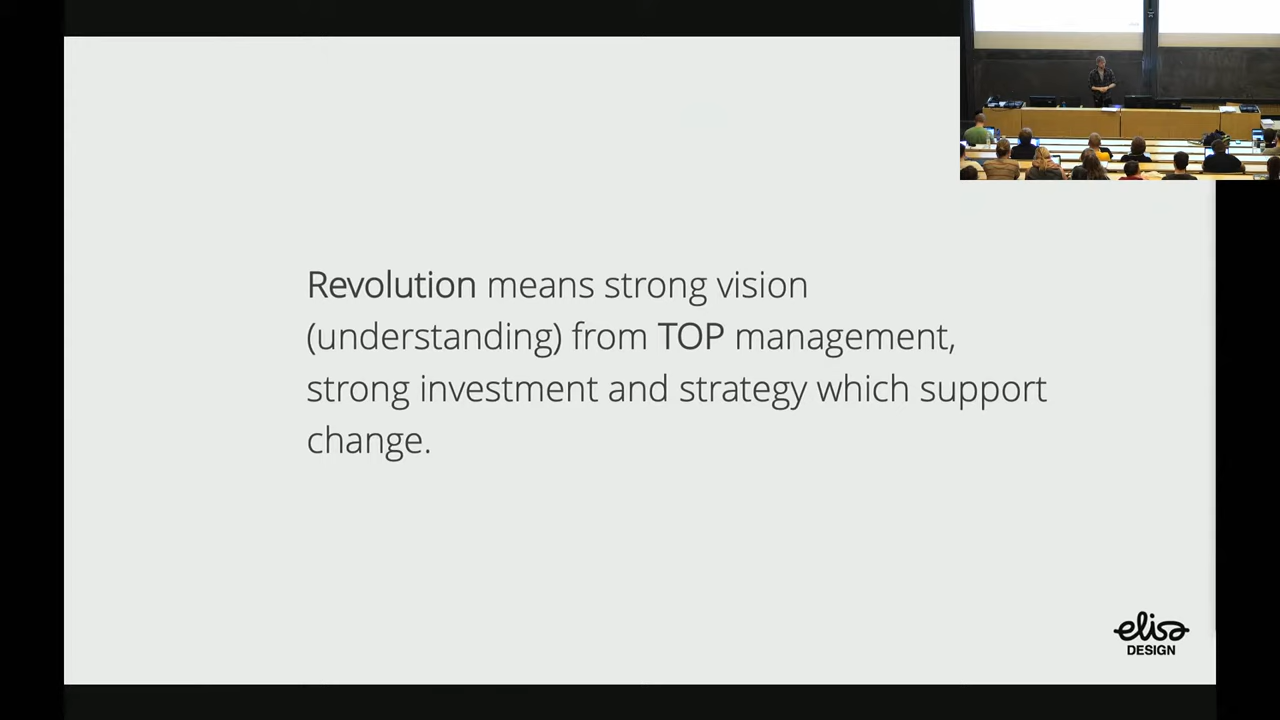 Revolution means strong vision
(understanding) from TOP management,
strong investment and strategy which support
change.
elisa
DESIGN